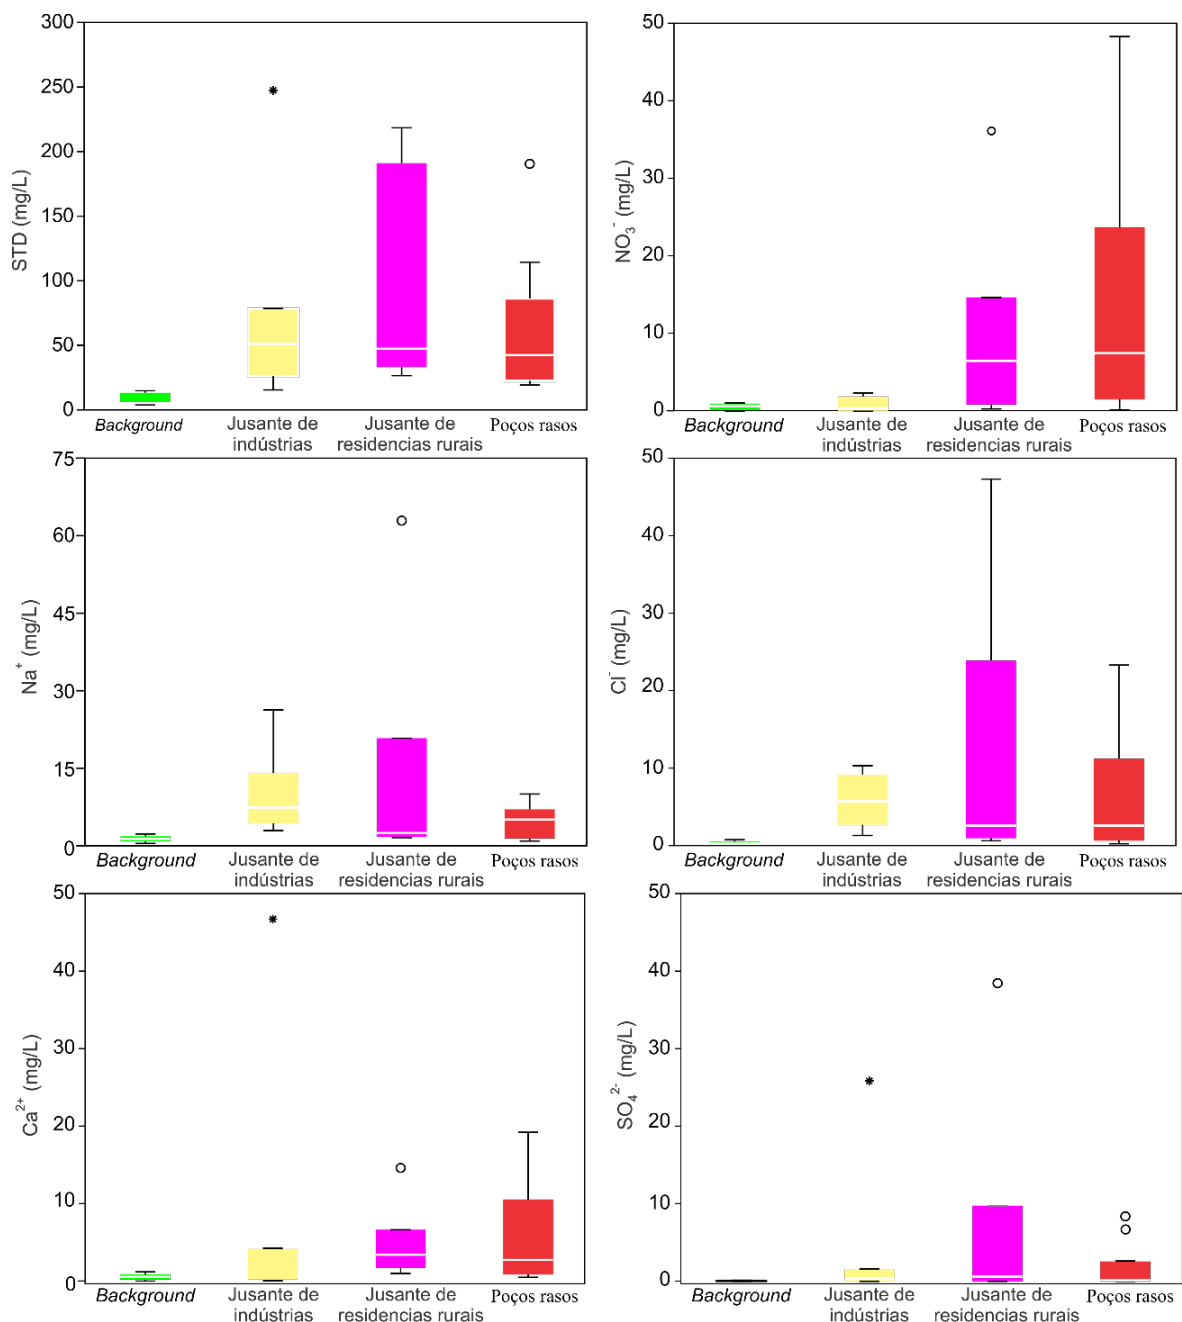 300
250
200
150
100
50
0
STD (mg/L)
Background
Jusante de
indústrias
Jusante de
residencias rurais
Poços rasos
50
40
30
20
10
0
NO₃⁻ (mg/L)
Background
Jusante de
indústrias
Jusante de
residencias rurais
Poços rasos
75
60
45
30
15
0
Na⁺ (mg/L)
Background
Jusante de
indústrias
Jusante de
residencias rurais
Poços rasos
50
40
30
20
10
0
Cl⁻ (mg/L)
Background
Jusante de
indústrias
Jusante de
residencias rurais
Poços rasos
50
40
30
20
10
0
Ca²⁺ (mg/L)
Background
Jusante de
indústrias
Jusante de
residencias rurais
Poços rasos
50
40
30
20
10
0
SO₄²⁻ (mg/L)
Background
Jusante de
indústrias
Jusante de
residencias rurais
Poços rasos